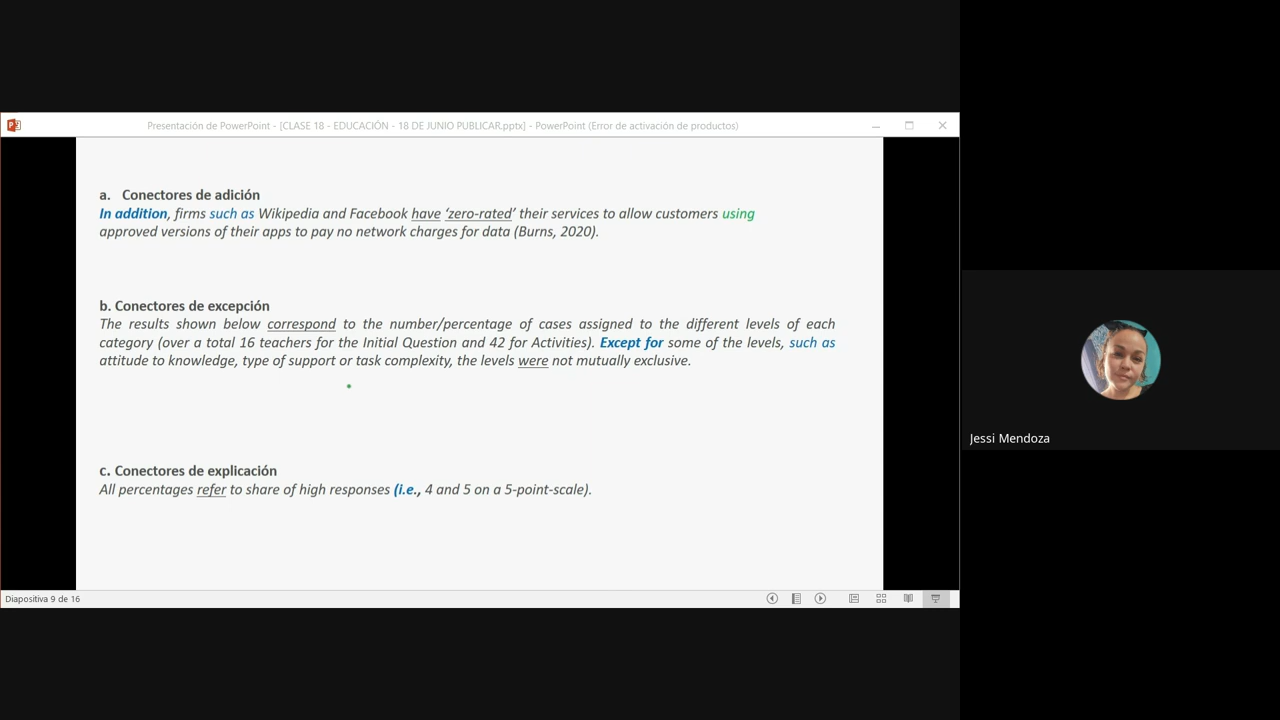 Presentación de PowerPoint - [CLASE 18 - EDUCACIÓN - 18 DE JUNIO PUBLICAR.pptx] - PowerPoint (Error de activación de productos)
a. Conectores de adición
In addition, firms such as Wikipedia and Facebook have ‘zero-rated’ their services to allow customers using
approved versions of their apps to pay no network charges for data (Burns, 2020).
b. Conectores de excepción
The results shown below correspond to the number/percentage of cases assigned to the different levels of each
category (over a total 16 teachers for the Initial Question and 42 for Activities). Except for some of the levels, such as
attitude to knowledge, type of support or task complexity, the levels were not mutually exclusive.
Jessi Mendoza
c. Conectores de explicación
All percentages refer to share of high responses (i.e., 4 and 5 on a 5-point-scale).
Diapositiva 9 de 16